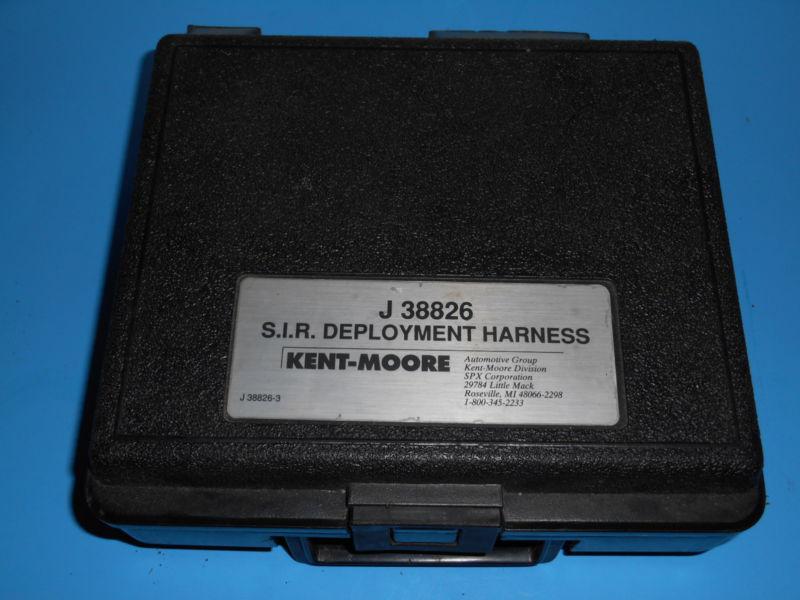 J 38826
S.I.R. DEPLOYMENT HARNESS
KENT-MOORE
Automotive Group
Kent-Moore Division
SPX Corporation
29784 Little Mack
Roseville, MI 48066-2298
1-800-345-2233
J 38826-3